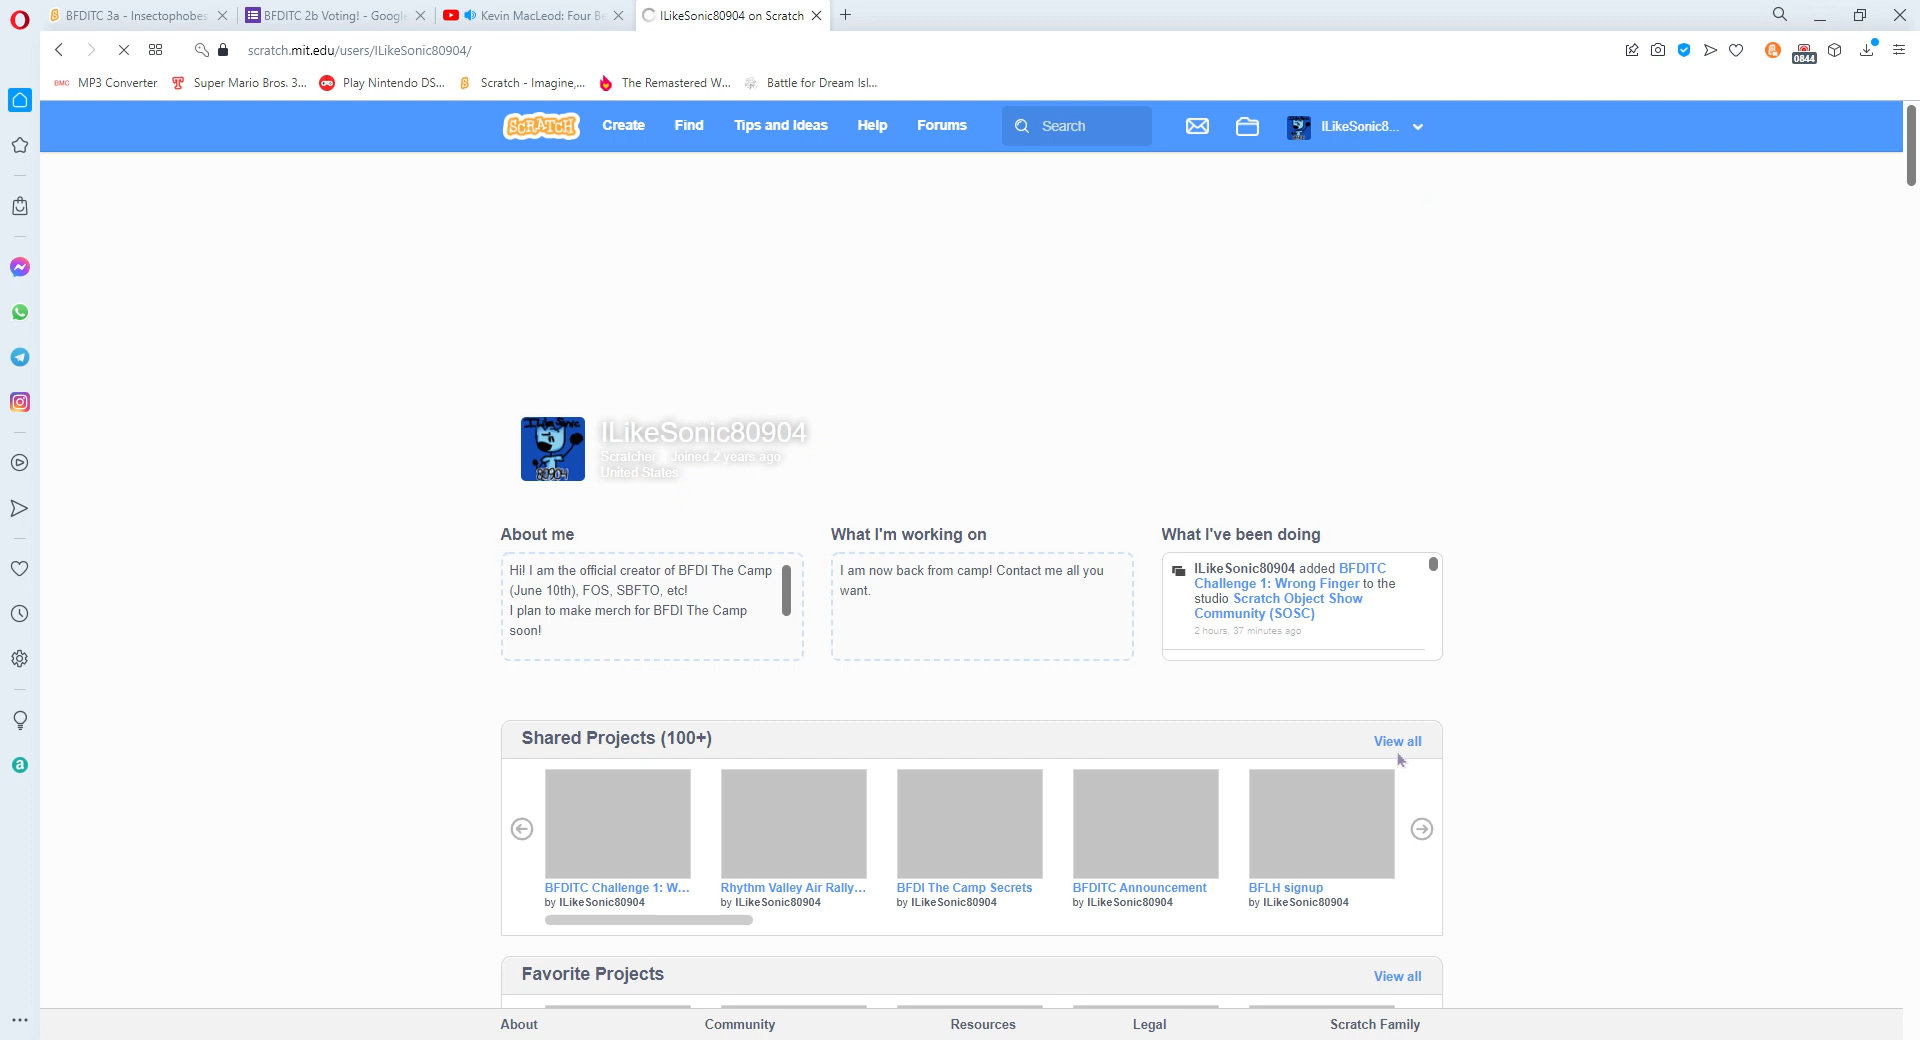 BFDITC 3a - Insectophobes
BFDITC 2b Voting! - Google
Kevin MacLeod: Four Be
ILikeSonic80904 on Scratch
scratch.mit.edu/users/ILikeSonic80904/
0844
BMC MP3 Converter
Super Mario Bros. 3...
Play Nintendo DS...
Scratch - Imagine,...
The Remastered W...
Battle for Dream Isl...
SCRATCH
Create
Find
Tips and Ideas
Help
Forums
Search
ILikeSonic8...
I Like Sonic
80904
ILikeSonic80904
Scratcher Joined 2 years ago
United States
About me
Hi! I am the official creator of BFDI The Camp
(June 10th), FOS, SBFTO, etc!
I plan to make merch for BFDI The Camp
soon!
What I'm working on
I am now back from camp! Contact me all you
want.
What I've been doing
ILikeSonic80904 added BFDITC
Challenge 1: Wrong Finger to the
studio Scratch Object Show
Community (SOSC)
2 hours, 37 minutes ago
Shared Projects (100+)
View all
BFDITC Challenge 1: W...
by ILikeSonic80904
Rhythm Valley Air Rally...
by ILikeSonic80904
BFDI The Camp Secrets
by ILikeSonic80904
BFDITC Announcement
by ILikeSonic80904
BFLH signup
by ILikeSonic80904
Favorite Projects
View all
About
Community
Resources
Legal
Scratch Family